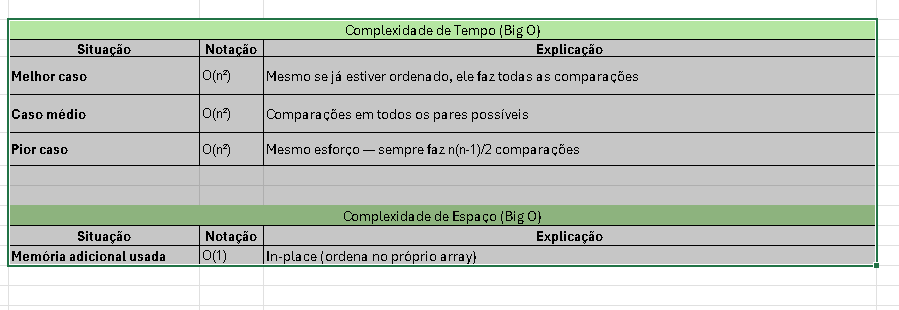 Complexidade de Tempo (Big O)
Situação Notação Explicação
Melhor caso O(n²) Mesmo se já estiver ordenado, ele faz todas as comparações
Caso médio O(n²) Comparações em todos os pares possíveis
Pior caso O(n²) Mesmo esforço — sempre faz n(n-1)/2 comparações
Complexidade de Espaço (Big O)
Situação Notação Explicação
Memória adicional usada O(1) In-place (ordena no próprio array)